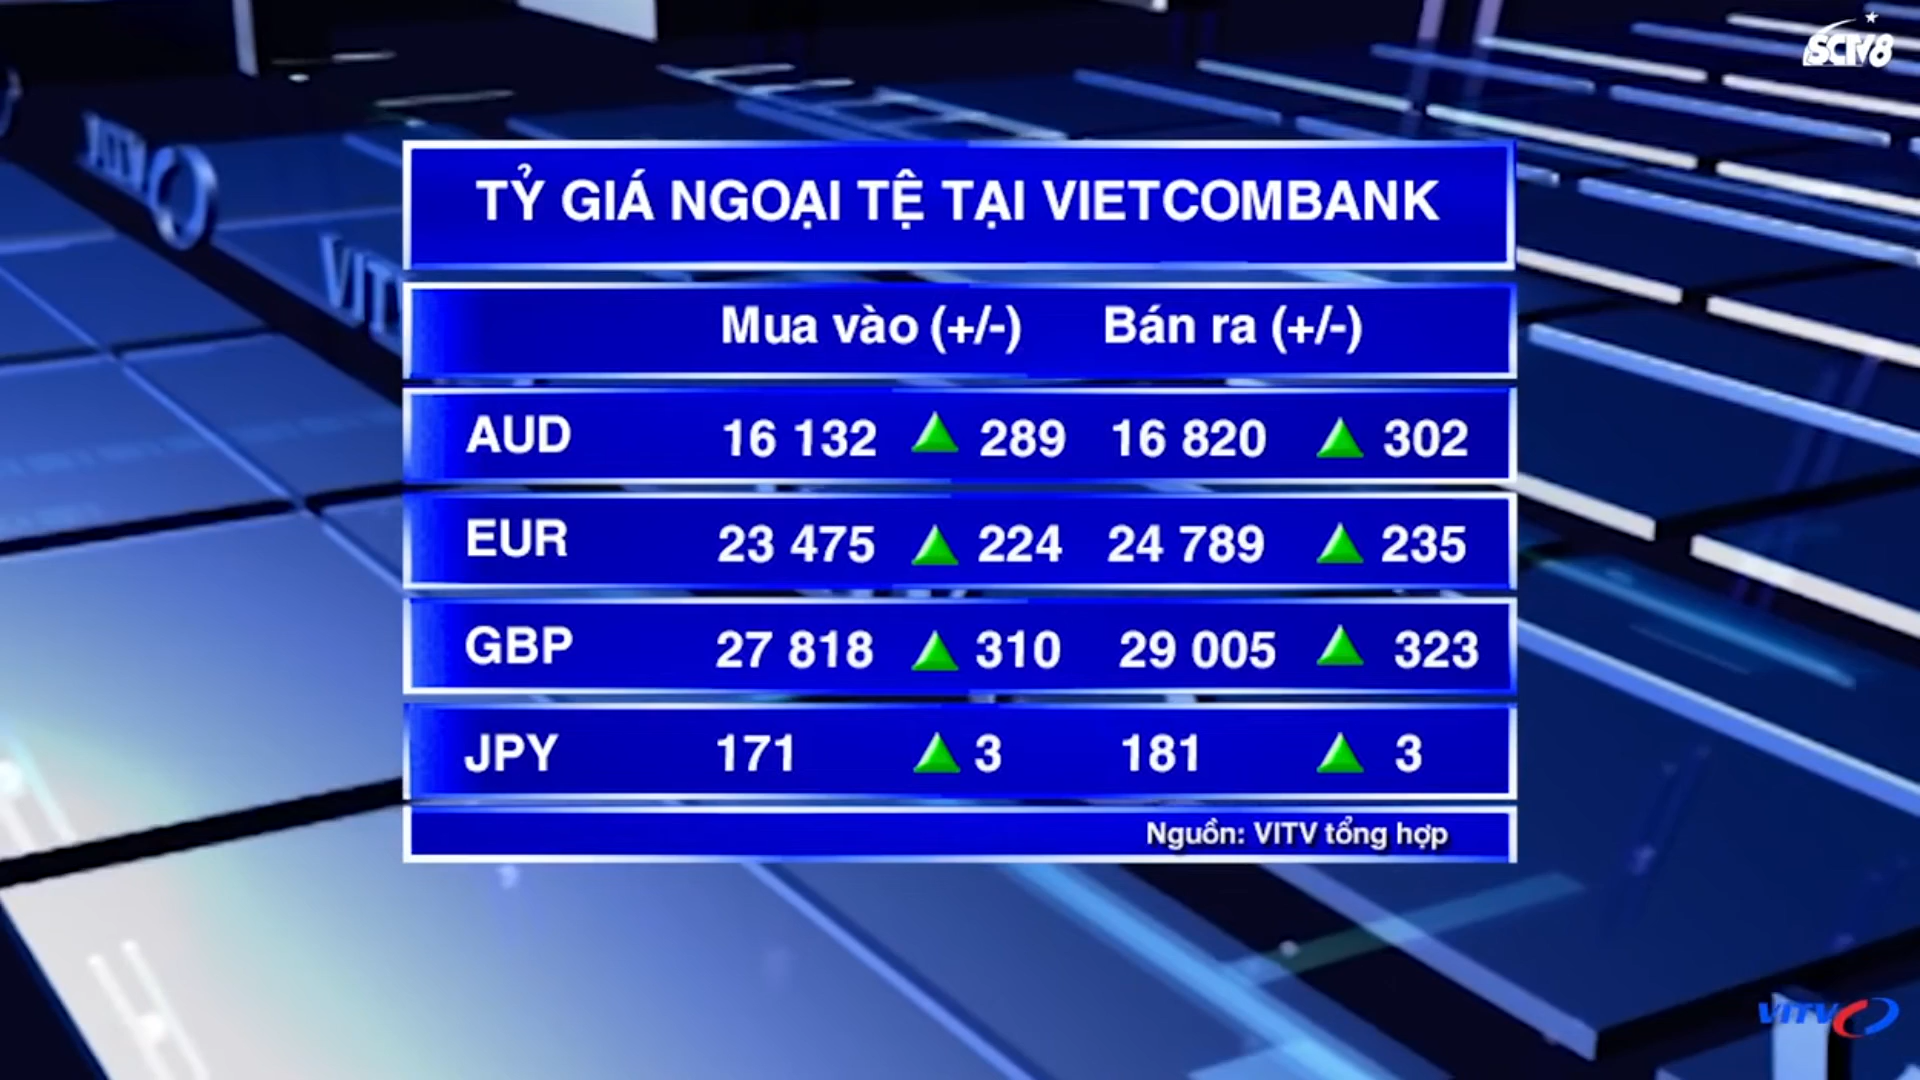 SCTV8
TỶ GIÁ NGOẠI TỆ TẠI VIETCOMBANK
Mua vào (+/-) Bán ra (+/-)
AUD 16 132 ▲ 289 16 820 ▲ 302
EUR 23 475 ▲ 224 24 789 ▲ 235
GBP 27 818 ▲ 310 29 005 ▲ 323
JPY 171 ▲ 3 181 ▲ 3
Nguồn: VITV tổng hợp
VITV
VITV